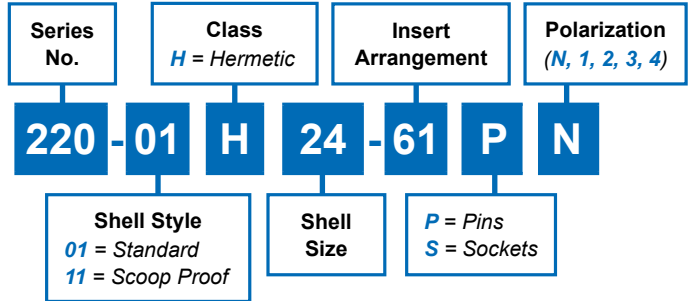 Series
No.
Class
H = Hermetic
Insert
Arrangement
Polarization
(N, 1, 2, 3, 4)
220-01 H 24-61 P N
Shell Style
01 = Standard
11 = Scoop Proof
Shell
Size
P = Pins
S = Sockets